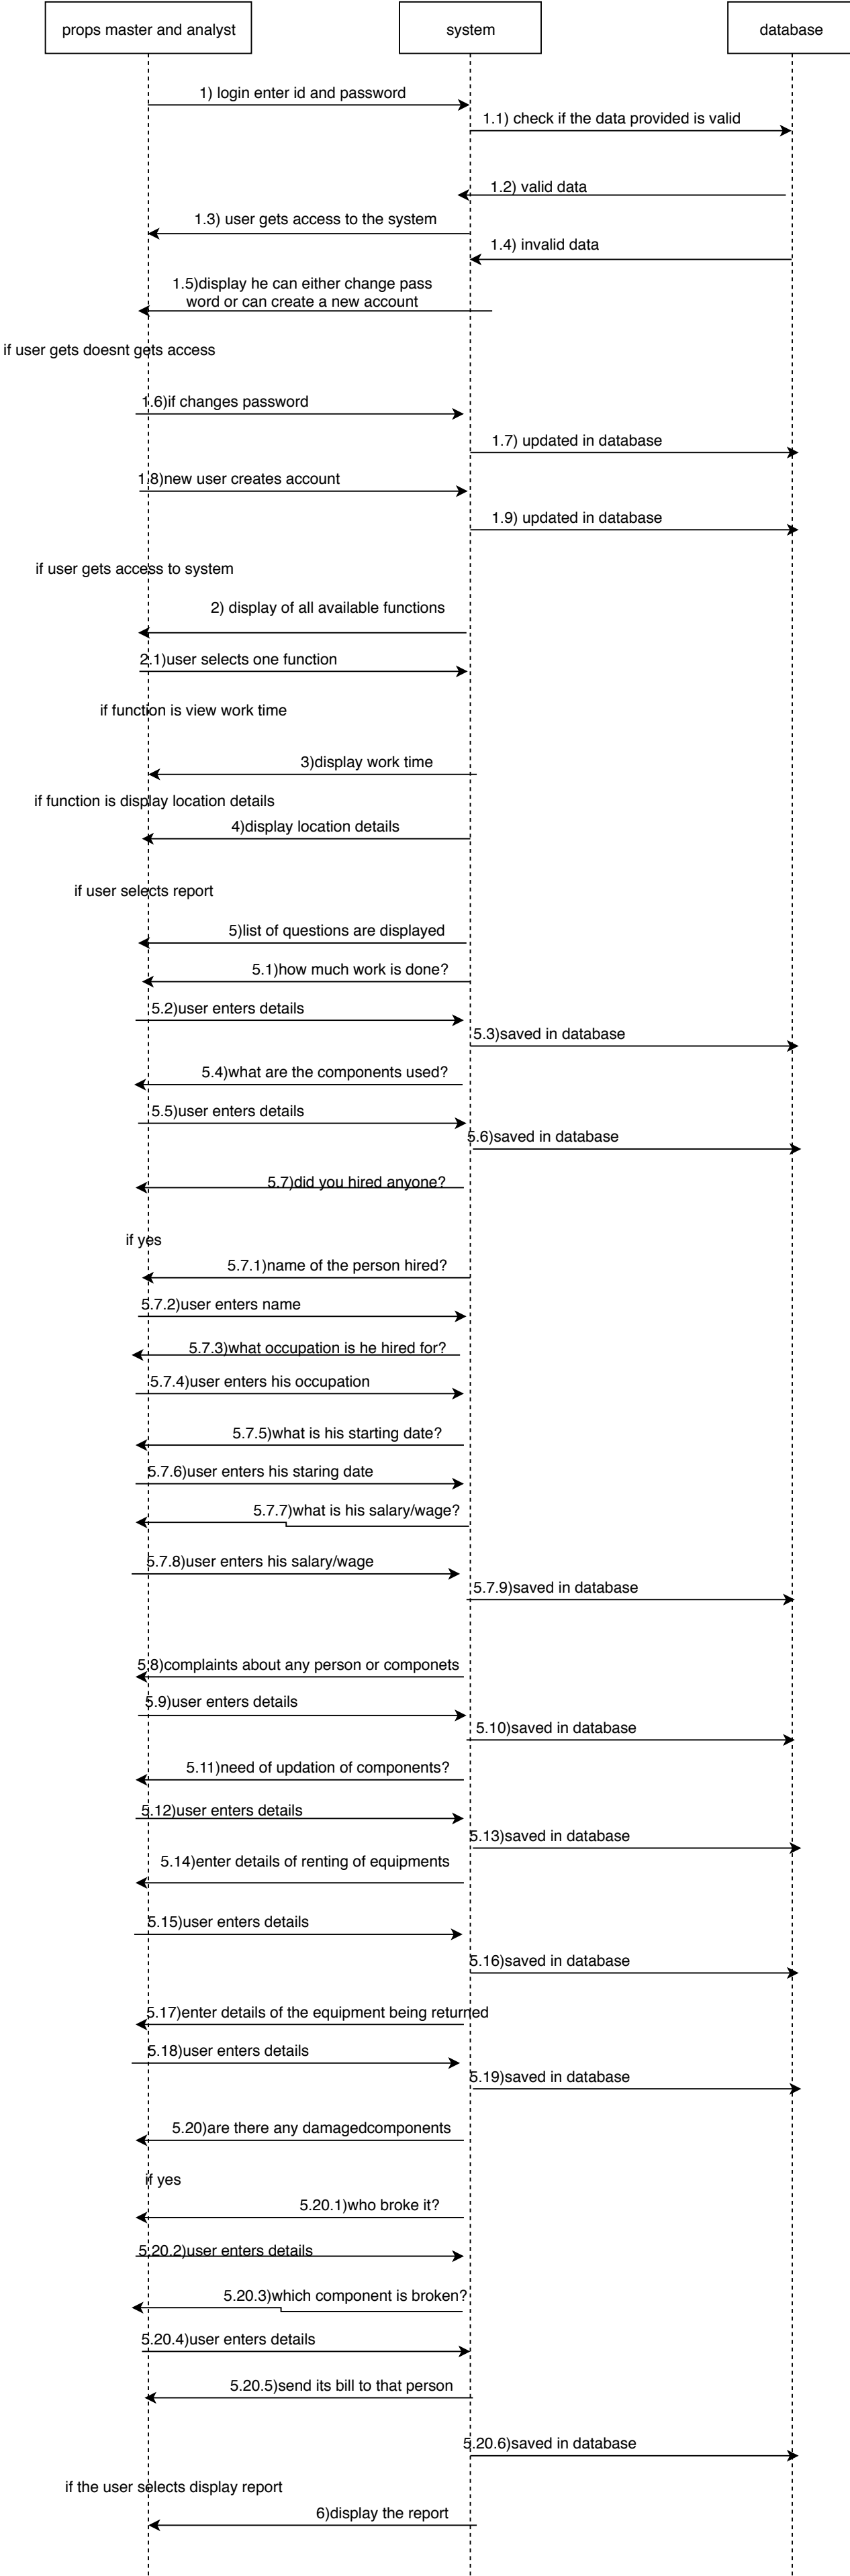 props master and analyst
system
database
1) login enter id and password
1.1) check if the data provided is valid
1.2) valid data
1.3) user gets access to the system
1.4) invalid data
1.5)display he can either change pass
word or can create a new account
if user gets doesnt gets access
1.6)if changes password
1.7) updated in database
1.8)new user creates account
1.9) updated in database
if user gets access to system
2) display of all available functions
2.1)user selects one function
if function is view work time
3)display work time
if function is display location details
4)display location details
if user selects report
5)list of questions are displayed
5.1)how much work is done?
5.2)user enters details
5.3)saved in database
5.4)what are the components used?
5.5)user enters details
5.6)saved in database
5.7)did you hired anyone?
if yes
5.7.1)name of the person hired?
5.7.2)user enters name
5.7.3)what occupation is he hired for?
5.7.4)user enters his occupation
5.7.5)what is his starting date?
5.7.6)user enters his staring date
5.7.7)what is his salary/wage?
5.7.8)user enters his salary/wage
5.7.9)saved in database
5.8)complaints about any person or componets
5.9)user enters details
5.10)saved in database
5.11)need of updation of components?
5.12)user enters details
5.13)saved in database
5.14)enter details of renting of equipments
5.15)user enters details
5.16)saved in database
5.17)enter details of the equipment being returned
5.18)user enters details
5.19)saved in database
5.20)are there any damagedcomponents
if yes
5.20.1)who broke it?
5.20.2)user enters details
5.20.3)which component is broken?
5.20.4)user enters details
5.20.5)send its bill to that person
5.20.6)saved in database
if the user selects display report
6)display the report